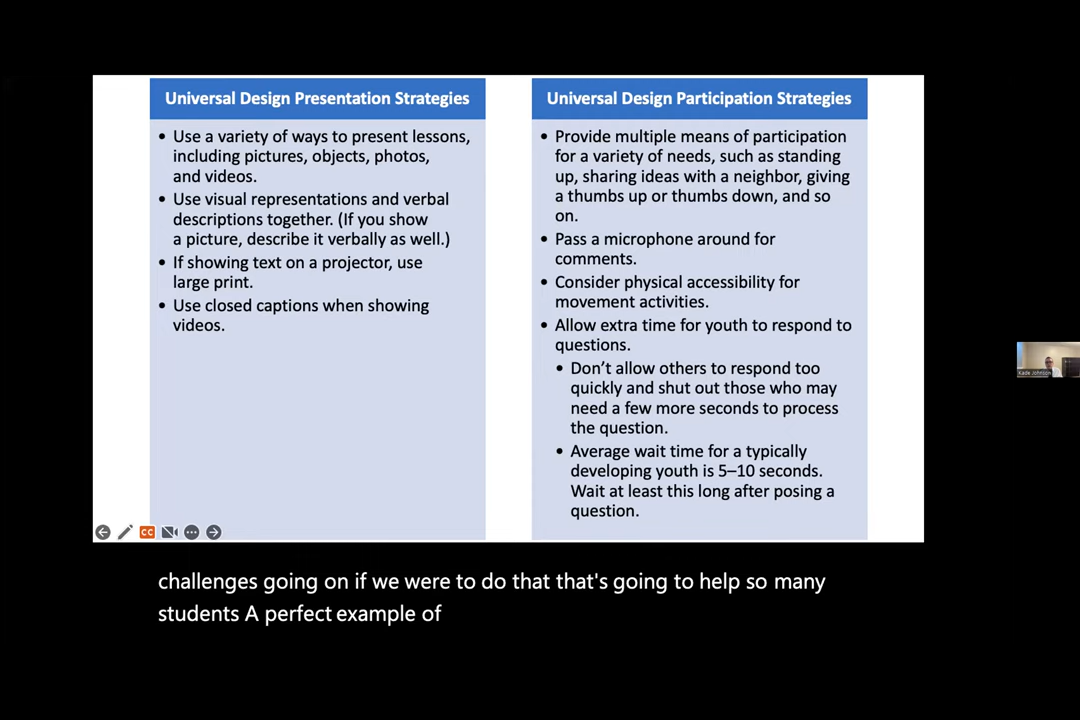 Universal Design Presentation Strategies
• Use a variety of ways to present lessons,
including pictures, objects, photos,
and videos.
• Use visual representations and verbal
descriptions together. (If you show
a picture, describe it verbally as well.)
• If showing text on a projector, use
large print.
• Use closed captions when showing
videos.
Universal Design Participation Strategies
• Provide multiple means of participation
for a variety of needs, such as standing
up, sharing ideas with a neighbor, giving
a thumbs up or thumbs down, and so
on.
• Pass a microphone around for
comments.
• Consider physical accessibility for
movement activities.
• Allow extra time for youth to respond to
questions.
• Don’t allow others to respond too
quickly and shut out those who may
need a few more seconds to process
the question.
• Average wait time for a typically
developing youth is 5–10 seconds.
Wait at least this long after posing a
question.
CC
Kade Johnson
challenges going on if we were to do that that's going to help so many
students A perfect example of